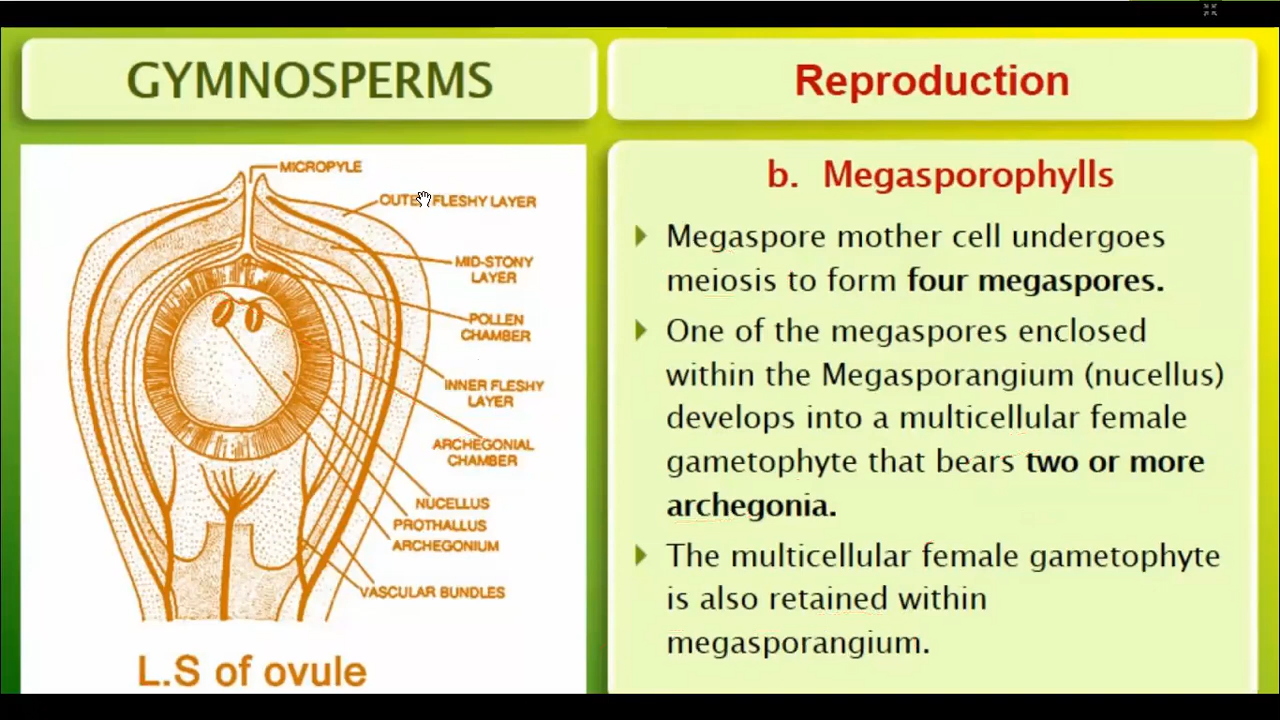 GYMNOSPERMS
Reproduction
MICROPYLE
OUTER FLESHY LAYER
MID-STONY
LAYER
POLLEN
CHAMBER
INNER FLESHY
LAYER
ARCHEGONIAL
CHAMBER
NUCELLUS
PROTHALLUS
ARCHEGONIUM
VASCULAR BUNDLES
L.S of ovule
b. Megasporophylls
Megaspore mother cell undergoes
meiosis to form four megaspores.
One of the megaspores enclosed
within the Megasporangium (nucellus)
develops into a multicellular female
gametophyte that bears two or more
archegonia.
The multicellular female gametophyte
is also retained within
megasporangium.